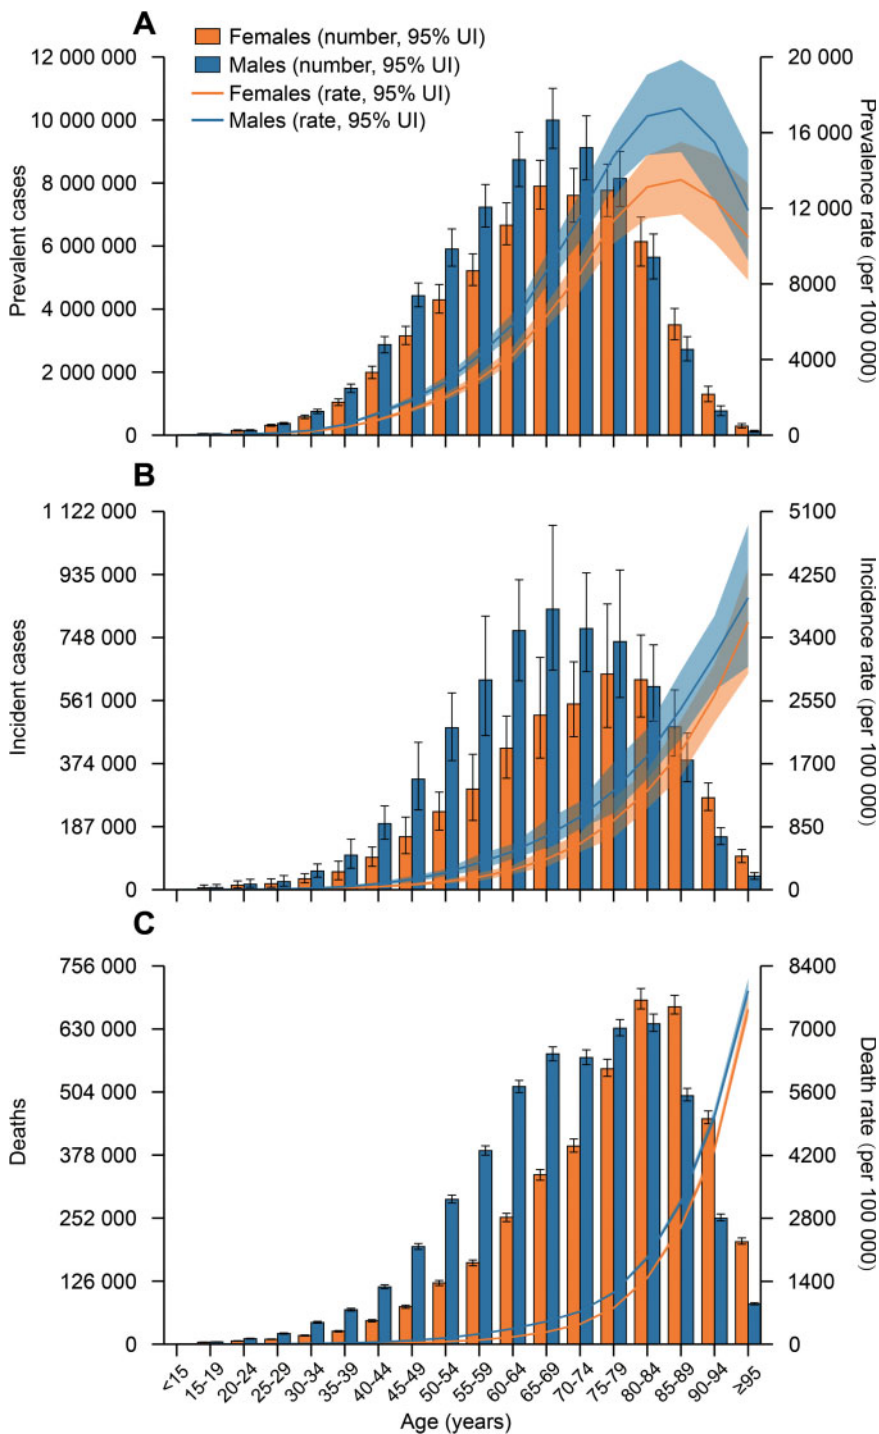 A
Females (number, 95% UI)
Males (number, 95% UI)
Females (rate, 95% UI)
Males (rate, 95% UI)
12 000 000
10 000 000
8 000 000
6 000 000
4 000 000
2 000 000
0
Prevalent cases
20 000
16 000
12 000
8000
4000
0
Prevalence rate (per 100 000)
B
1 122 000
935 000
748 000
561 000
374 000
187 000
0
Incident cases
5100
4250
3400
2550
1700
850
0
Incidence rate (per 100 000)
C
756 000
630 000
504 000
378 000
252 000
126 000
0
Deaths
8400
7000
5600
4200
2800
1400
0
Death rate (per 100 000)
<15
15-19
20-24
25-29
30-34
35-39
40-44
45-49
50-54
55-59
60-64
65-69
70-74
75-79
80-84
85-89
90-94
≥95
Age (years)